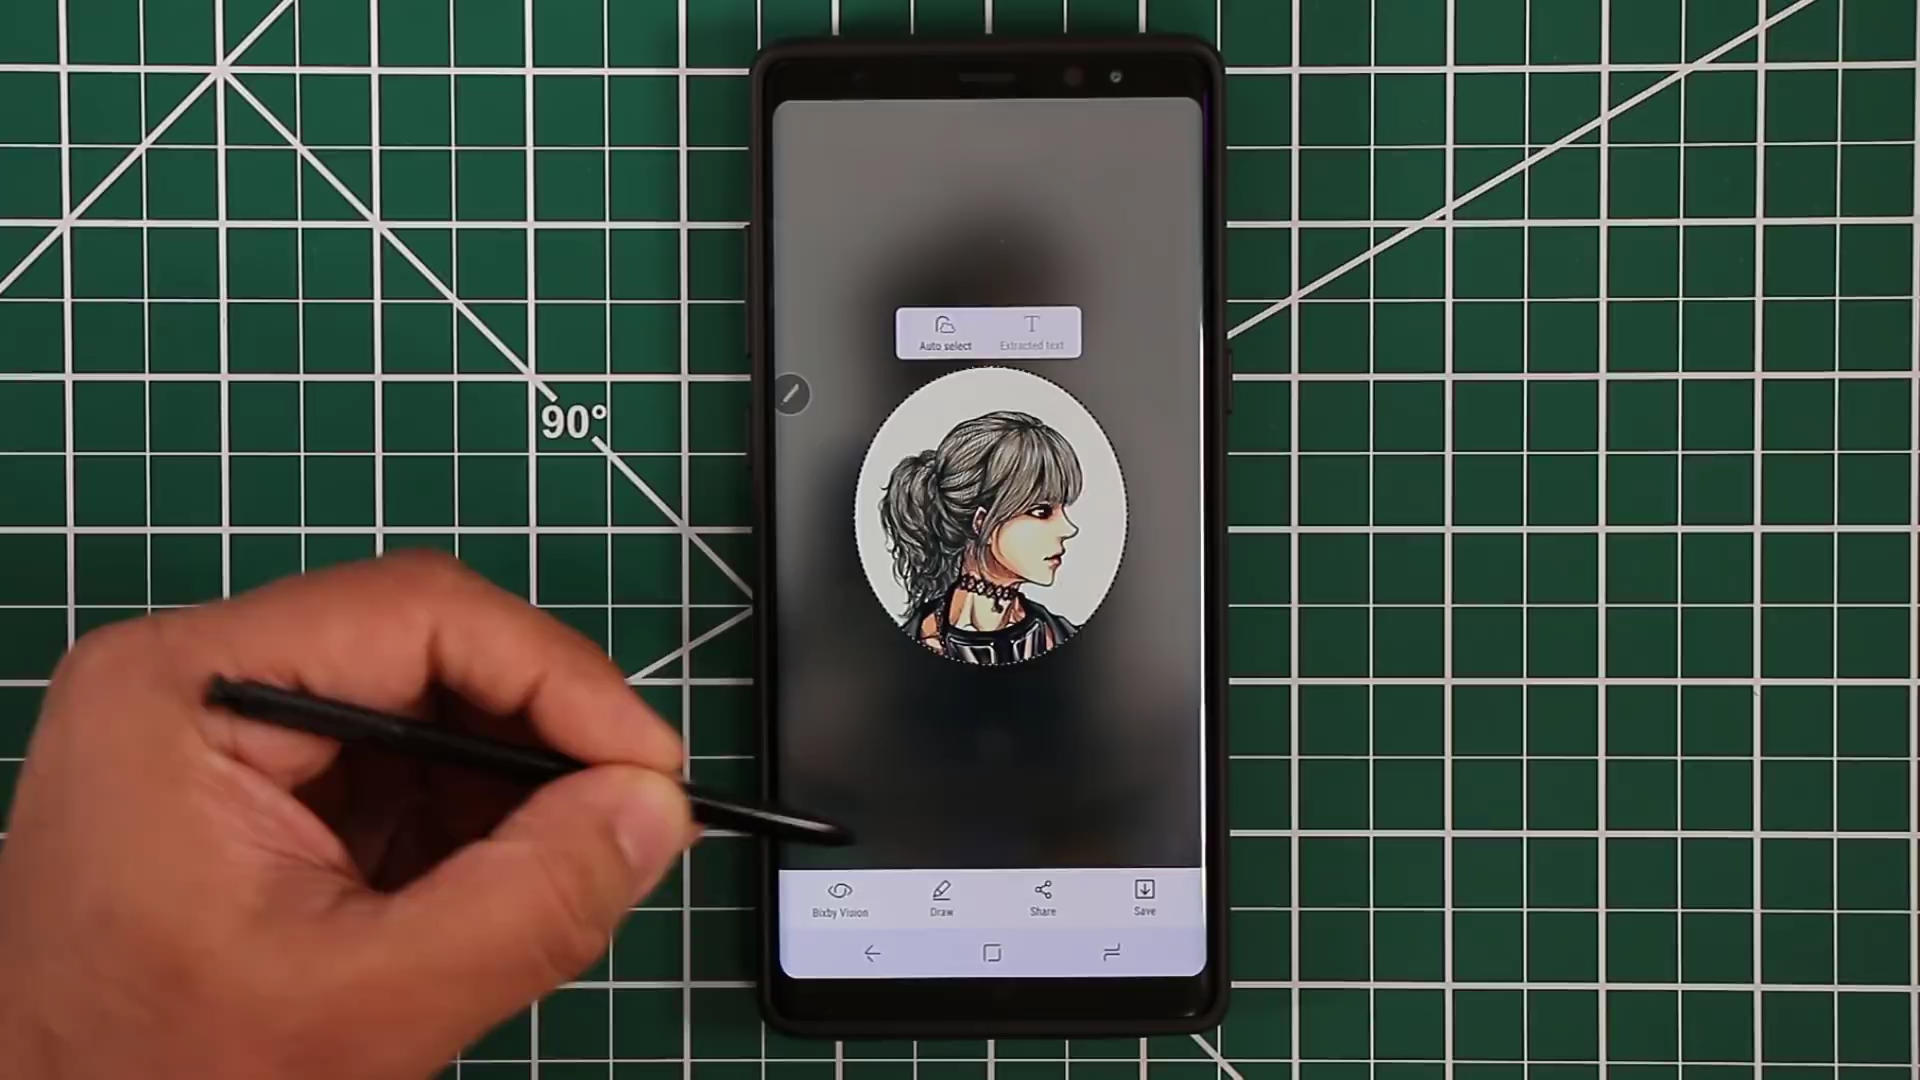 Auto select
Extracted text
90°
Bixby Vision
Draw
Share
Save